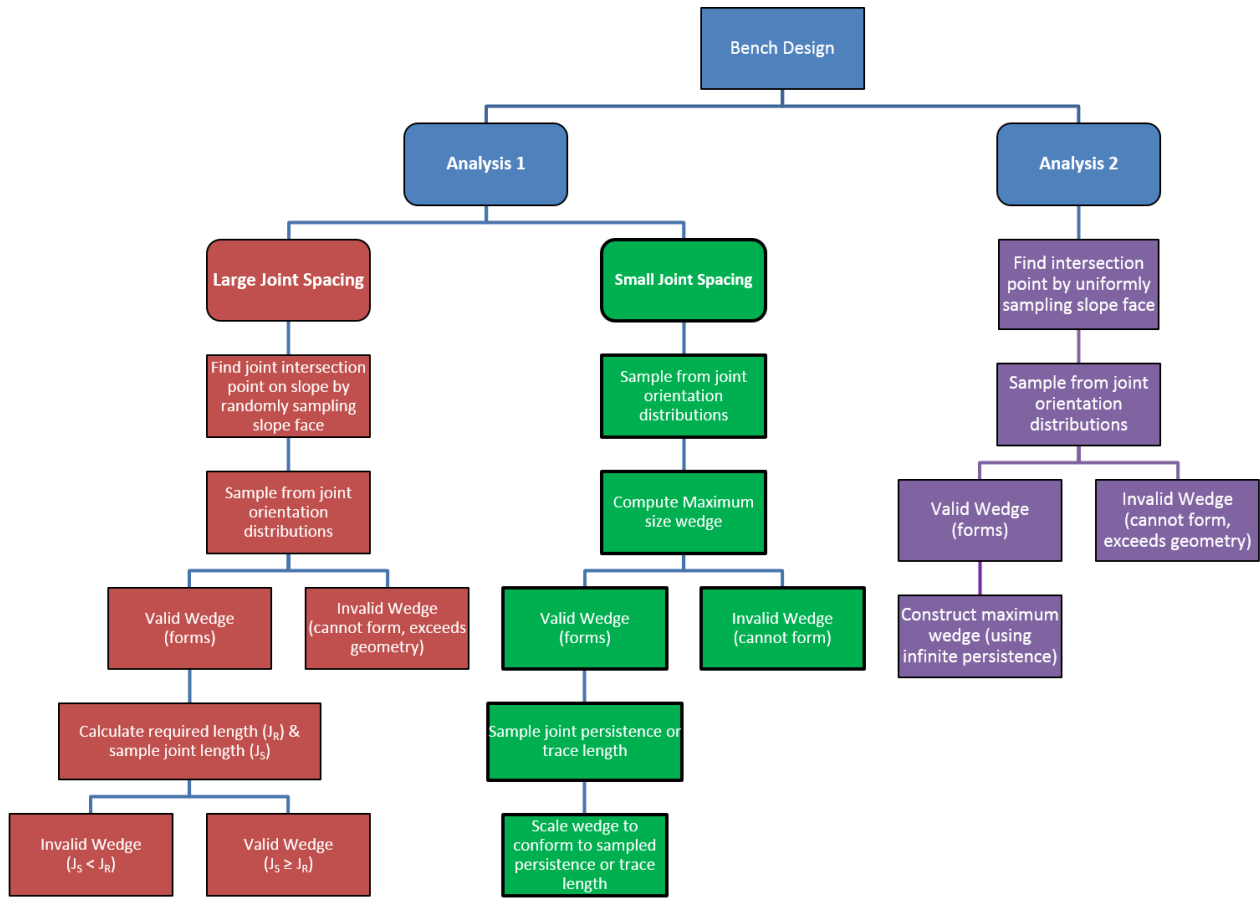 Bench Design
Analysis 1
Analysis 2
Large Joint Spacing
Find joint intersection
point on slope by
randomly sampling
slope face
Sample from joint
orientation
distributions
Valid Wedge
(forms)
Invalid Wedge
(cannot form, exceeds
geometry)
Calculate required length (J_R) &
sample joint length (J_S)
Invalid Wedge
(J_S < J_R)
Valid Wedge
(J_S ≥ J_R)
Small Joint Spacing
Sample from joint
orientation
distributions
Compute Maximum
size wedge
Valid Wedge
(forms)
Invalid Wedge
(cannot form)
Sample joint persistence or
trace length
Scale wedge to
conform to sampled
persistence or trace
length
Find intersection
point by uniformly
sampling slope face
Sample from joint
orientation
distributions
Valid Wedge
(forms)
Invalid Wedge
(cannot form,
exceeds geometry)
Construct maximum
wedge (using
infinite persistence)